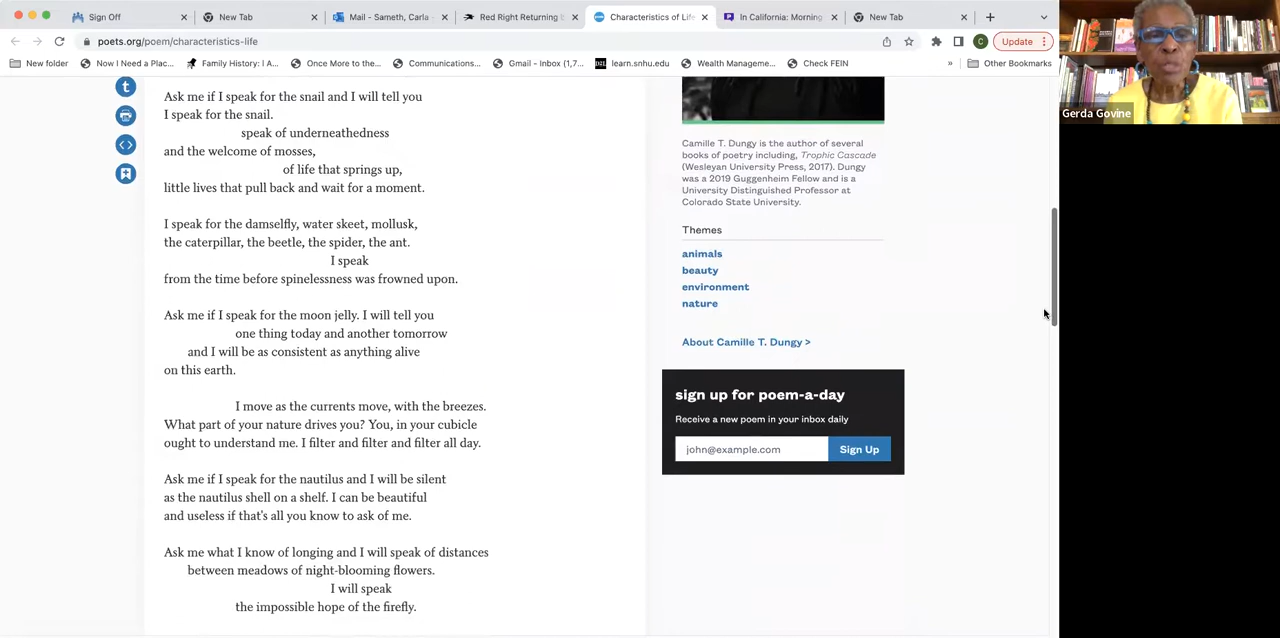 Sign Off
New Tab
Mail - Sameth, Carla -
Red Right Returning
Characteristics of Life
In California: Morning
New Tab
poets.org/poem/characteristics-life
Update
New folder
Now I Need a Plac...
Family History: I A...
Once More to the...
Communications...
Gmail - Inbox (1,7...
learn.snhu.edu
Wealth Manageme...
Check FEIN
»
Other Bookmarks
Gerda Govine
Ask me if I speak for the snail and I will tell you
I speak for the snail.
speak of underneathedness
and the welcome of mosses,
of life that springs up,
little lives that pull back and wait for a moment.
I speak for the damselfly, water skeet, mollusk,
the caterpillar, the beetle, the spider, the ant.
I speak
from the time before spinelessness was frowned upon.
Ask me if I speak for the moon jelly. I will tell you
one thing today and another tomorrow
and I will be as consistent as anything alive
on this earth.
I move as the currents move, with the breezes.
What part of your nature drives you? You, in your cubicle
ought to understand me. I filter and filter and filter all day.
Ask me if I speak for the nautilus and I will be silent
as the nautilus shell on a shelf. I can be beautiful
and useless if that's all you know to ask of me.
Ask me what I know of longing and I will speak of distances
between meadows of night-blooming flowers.
I will speak
the impossible hope of the firefly.
Camille T. Dungy is the author of several
books of poetry including, Trophic Cascade
(Wesleyan University Press, 2017). Dungy
was a 2019 Guggenheim Fellow and is a
University Distinguished Professor at
Colorado State University.
Themes
animals
beauty
environment
nature
About Camille T. Dungy >
sign up for poem-a-day
Receive a new poem in your inbox daily
john@example.com
Sign Up